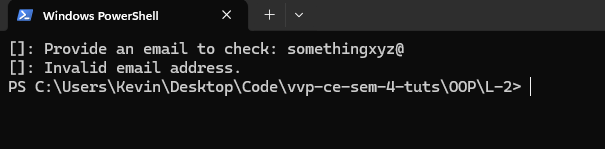 Windows PowerShell
[]: Provide an email to check: somethingxyz@
[]: Invalid email address.
PS C:\Users\Kevin\Desktop\Code\vvp-ce-sem-4-tuts\OOP\L-2>